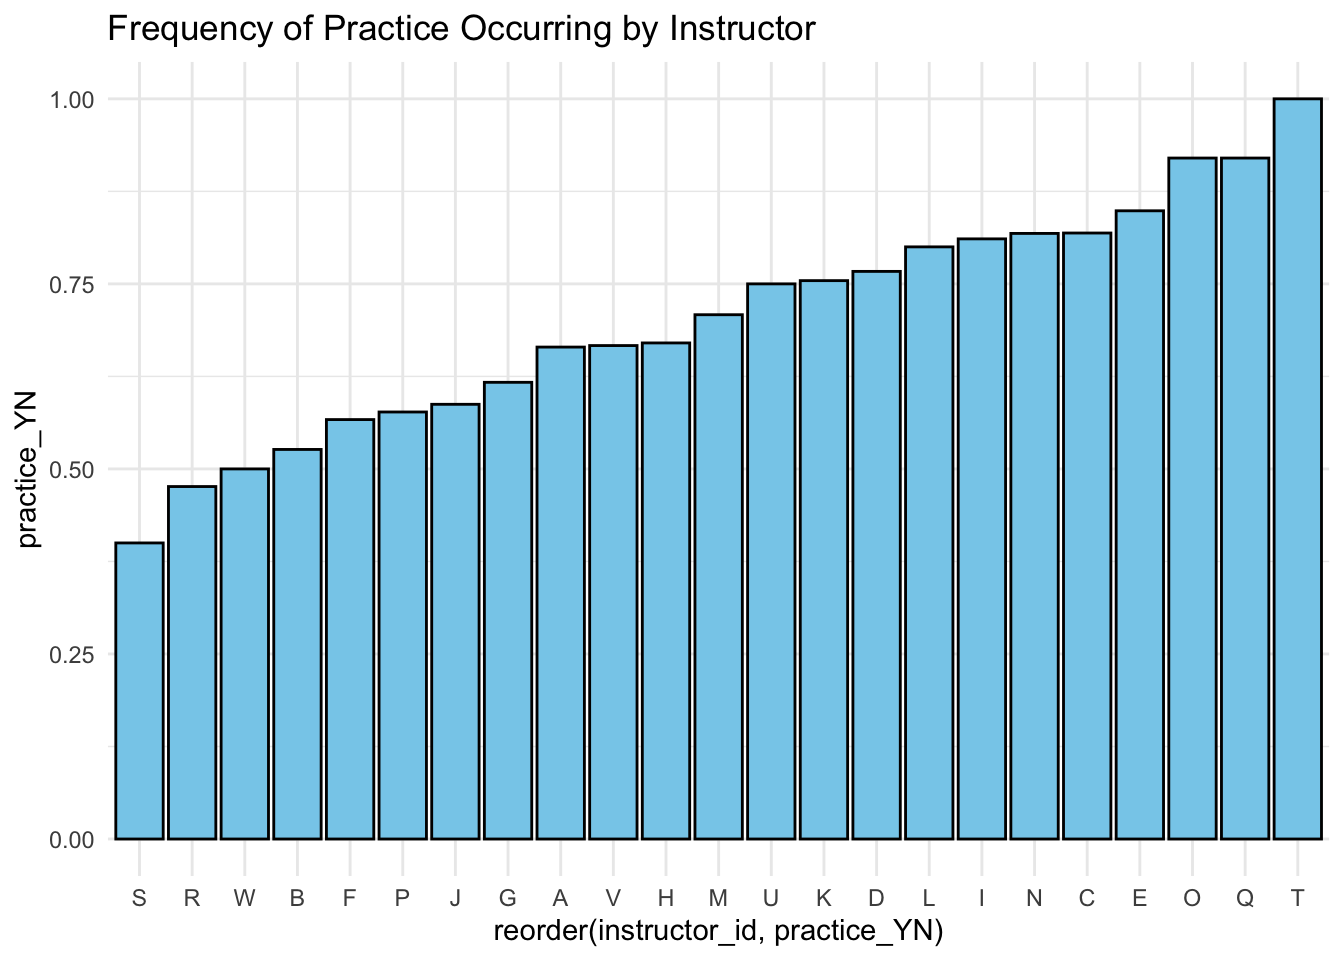 Frequency of Practice Occurring by Instructor
1.00
0.75
0.50
0.25
0.00
practice_YN
S R W B F P J G A V H M U K D L I N C E O Q T
reorder(instructor_id, practice_YN)